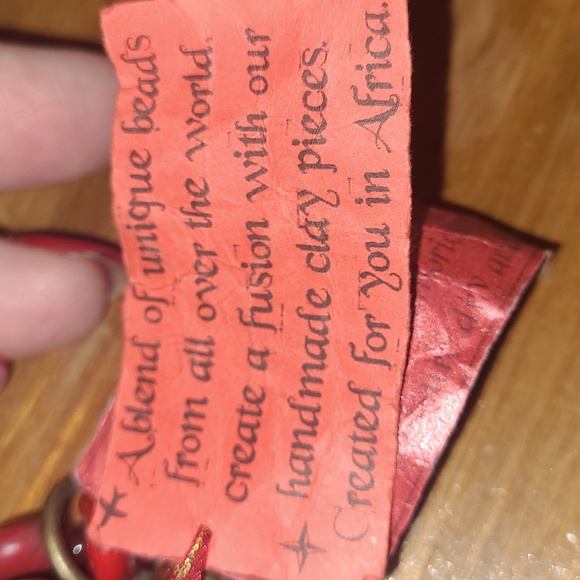 A blend of unique beads
from all over the world,
create a fusion with our
handmade clay pieces.
Created for you in Africa.